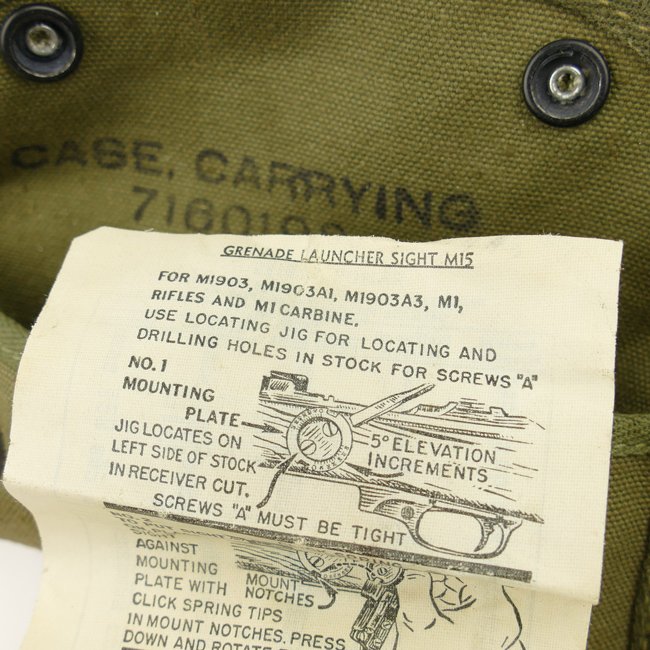 CASE, CARRYING
GRENADE LAUNCHER SIGHT M15
FOR M1903, M1903A1, M1903A3, M1,
RIFLES AND M1 CARBINE.
USE LOCATING JIG FOR LOCATING AND
DRILLING HOLES IN STOCK FOR SCREWS "A"
NO. 1
MOUNTING
PLATE
JIG LOCATES ON
LEFT SIDE OF STOCK
IN RECEIVER CUT.
5° ELEVATION
INCREMENTS
SCREWS "A" MUST BE TIGHT
AGAINST
MOUNTING
PLATE WITH
CLICK SPRING TIPS
IN MOUNT NOTCHES. PRESS
DOWN AND ROTATE
MOUNT
NOTCHES